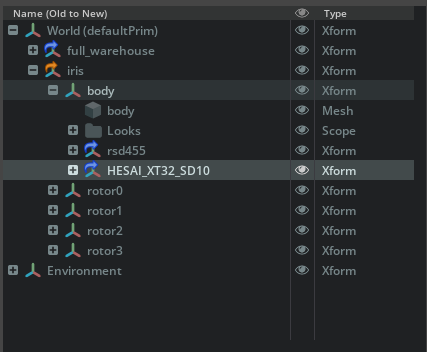 Name (Old to New) Type
World (defaultPrim) Xform
full_warehouse Xform
iris Xform
body Xform
body Mesh
Looks Scope
rsd455 Xform
HESAI_XT32_SD10 Xform
rotor0 Xform
rotor1 Xform
rotor2 Xform
rotor3 Xform
Environment Xform